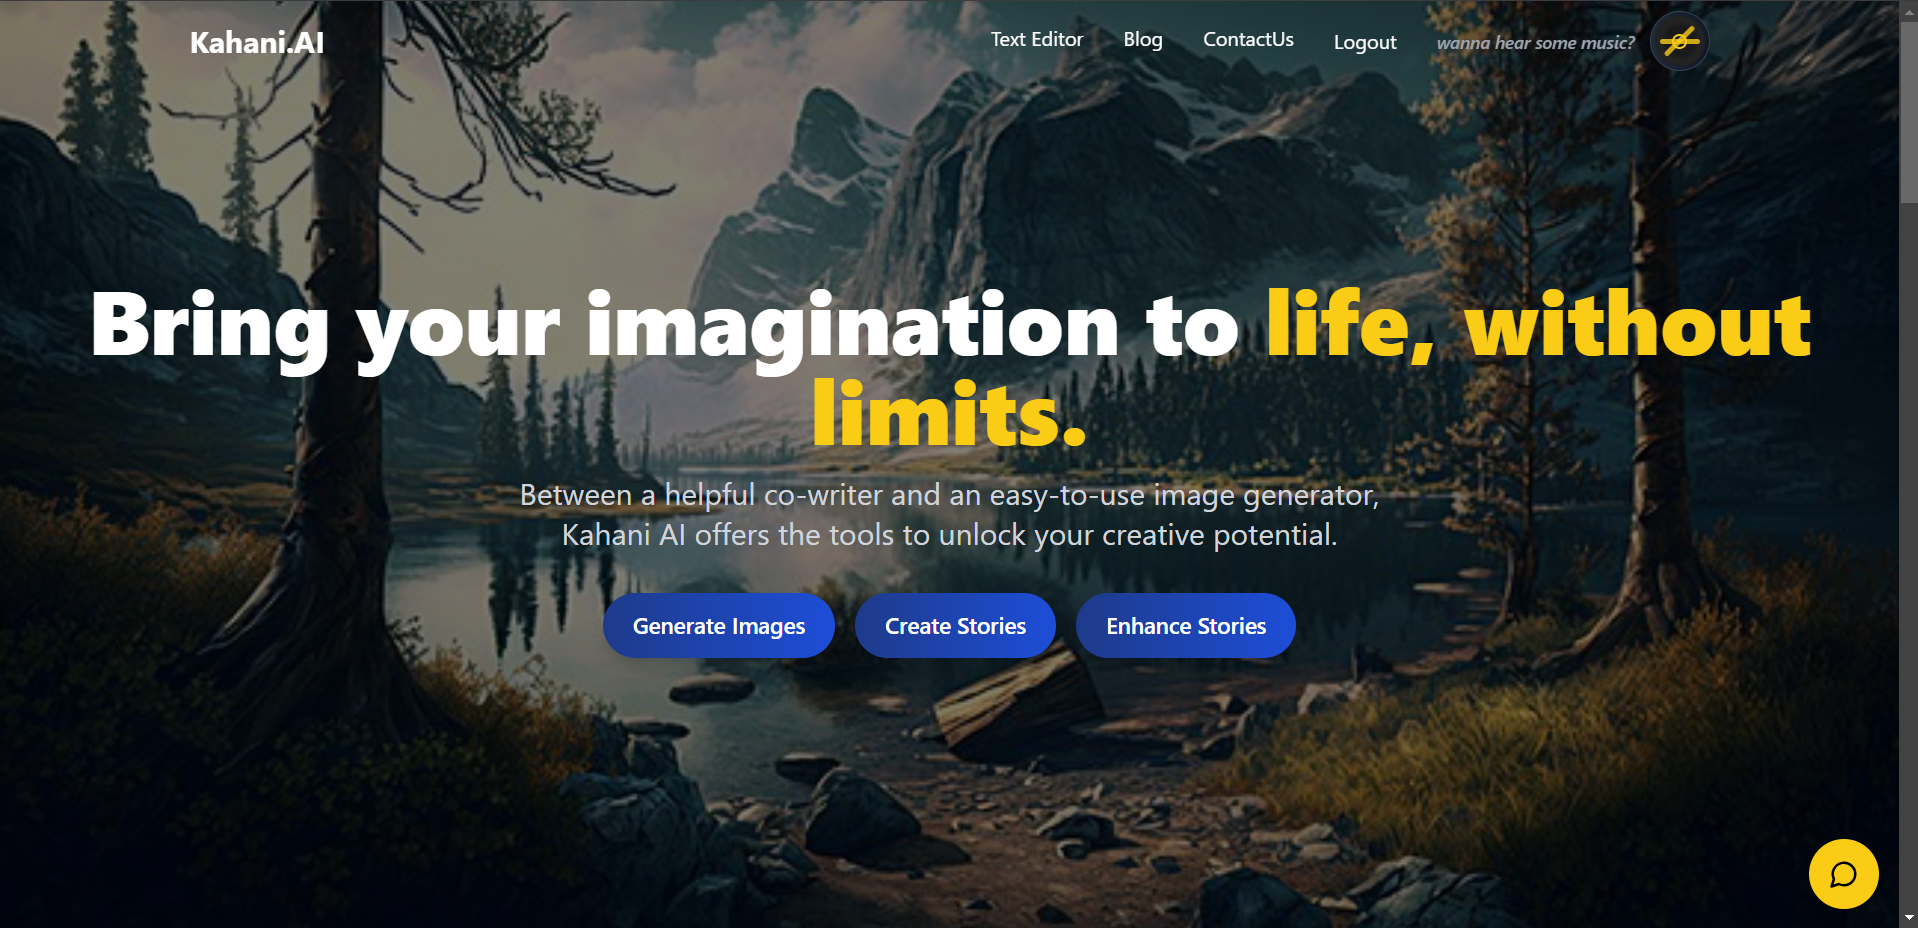 Kahani.AI
Text Editor
Blog
ContactUs
Logout
wanna hear some music?
Bring your imagination to life, without
limits.
Between a helpful co-writer and an easy-to-use image generator,
Kahani AI offers the tools to unlock your creative potential.
Generate Images
Create Stories
Enhance Stories